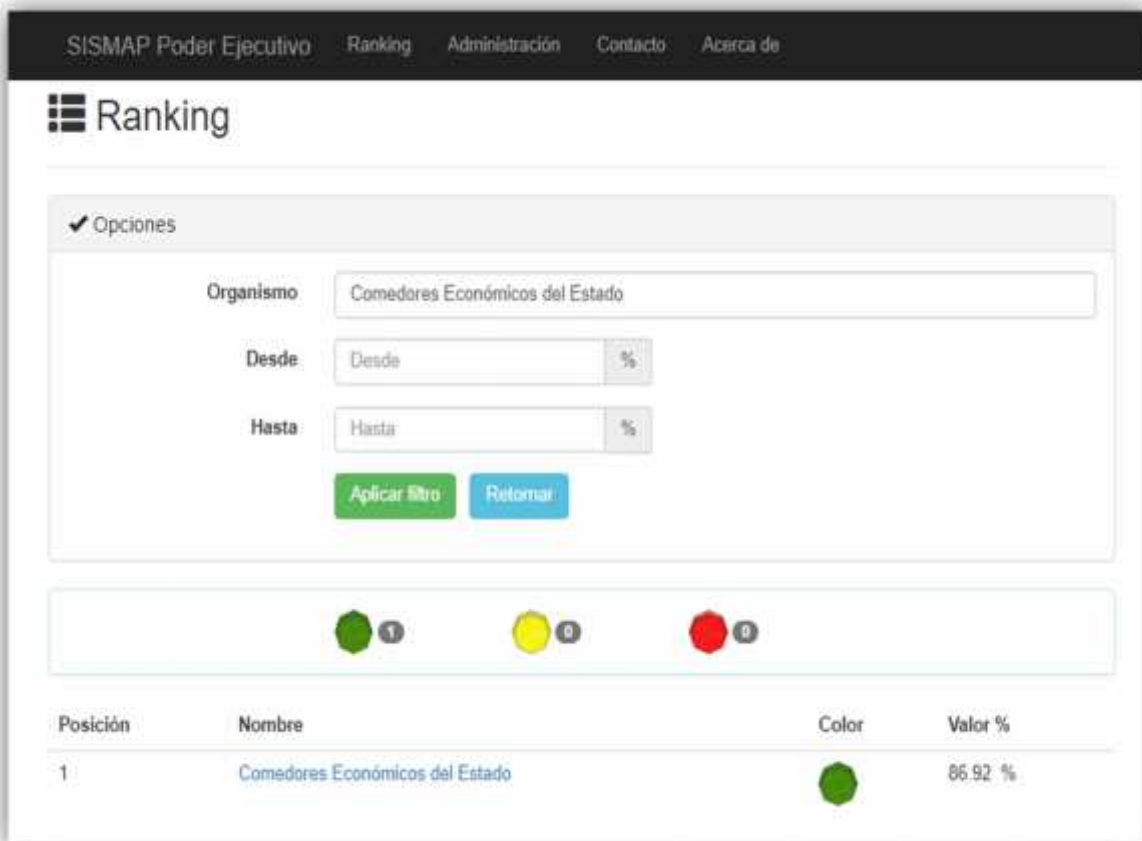 SISMAP Poder Ejecutivo Ranking Administración Contacto Acerca de
Ranking
Opciones
Organismo Comedores Económicos del Estado
Desde Desde %
Hasta Hasta %
Aplicar filtro Retornar
1 0 0
Posición Nombre Color Valor %
1 Comedores Económicos del Estado 86.92 %